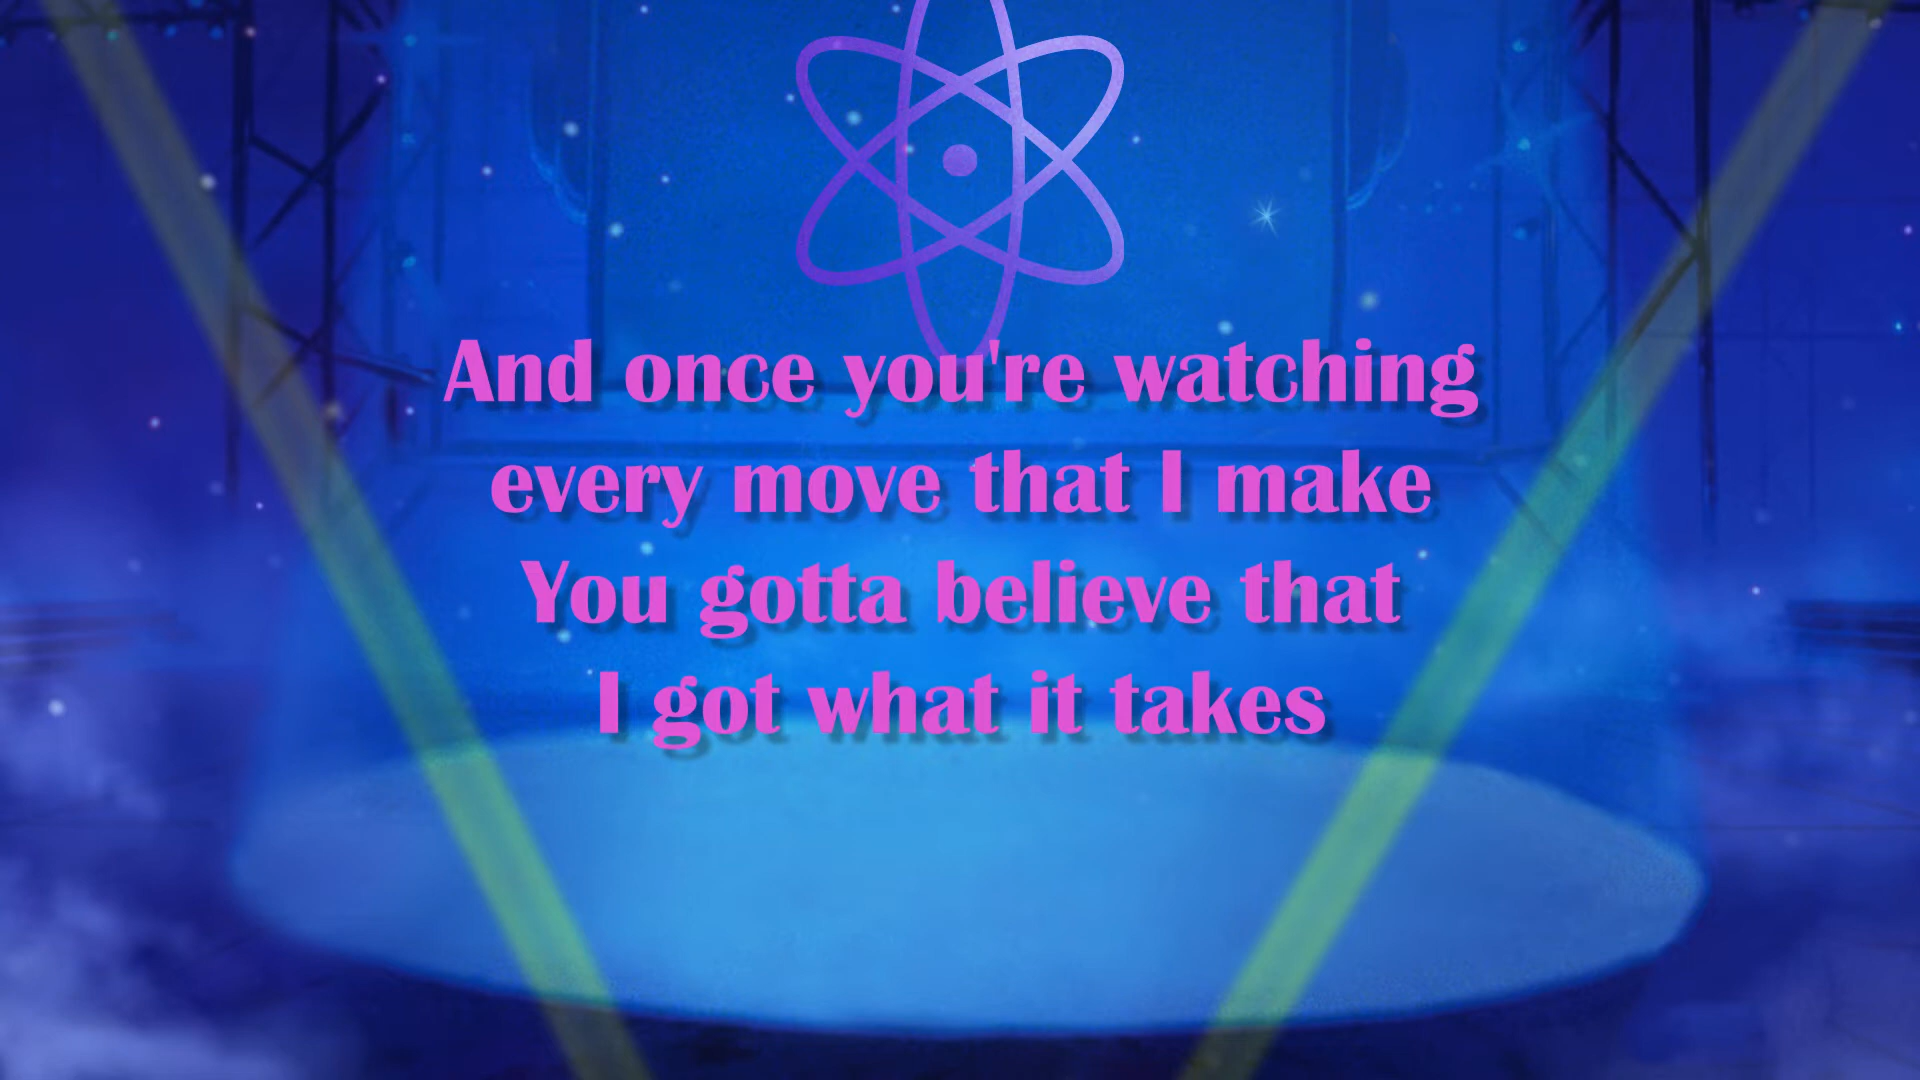 And once you're watching
every move that I make
You gotta believe that
I got what it takes